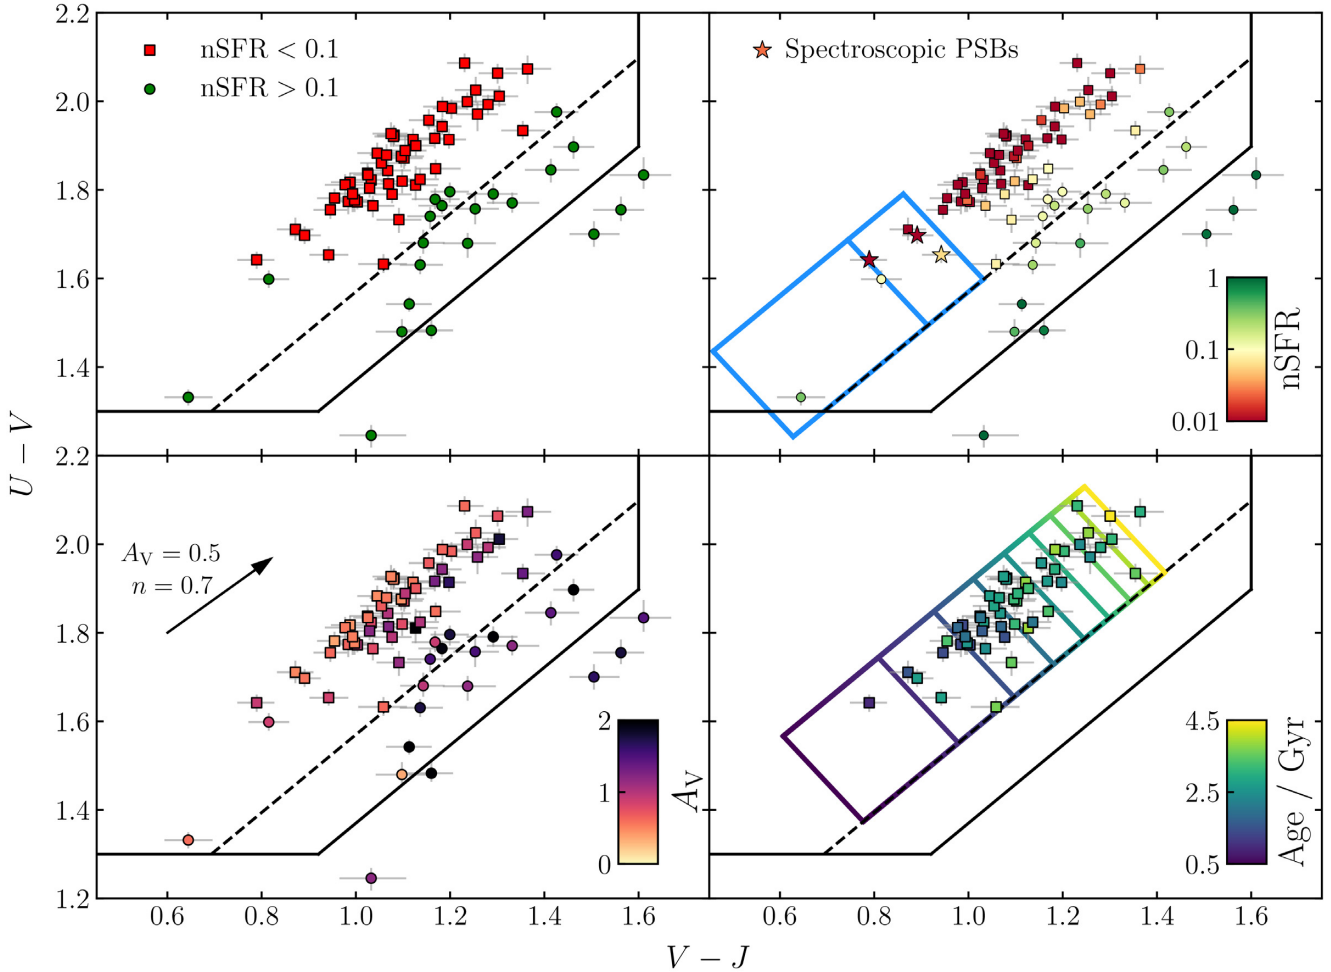 2.2
2.0
1.8
1.6
1.4
nSFR < 0.1
nSFR > 0.1
Spectroscopic PSBs
1
0.1
0.01
nSFR
U − V
2.2
2.0
1.8
1.6
1.4
1.2
A_V = 0.5
n = 0.7
2
1
0
A_V
4.5
2.5
0.5
Age / Gyr
0.6 0.8 1.0 1.2 1.4 1.6
0.6 0.8 1.0 1.2 1.4 1.6
V − J